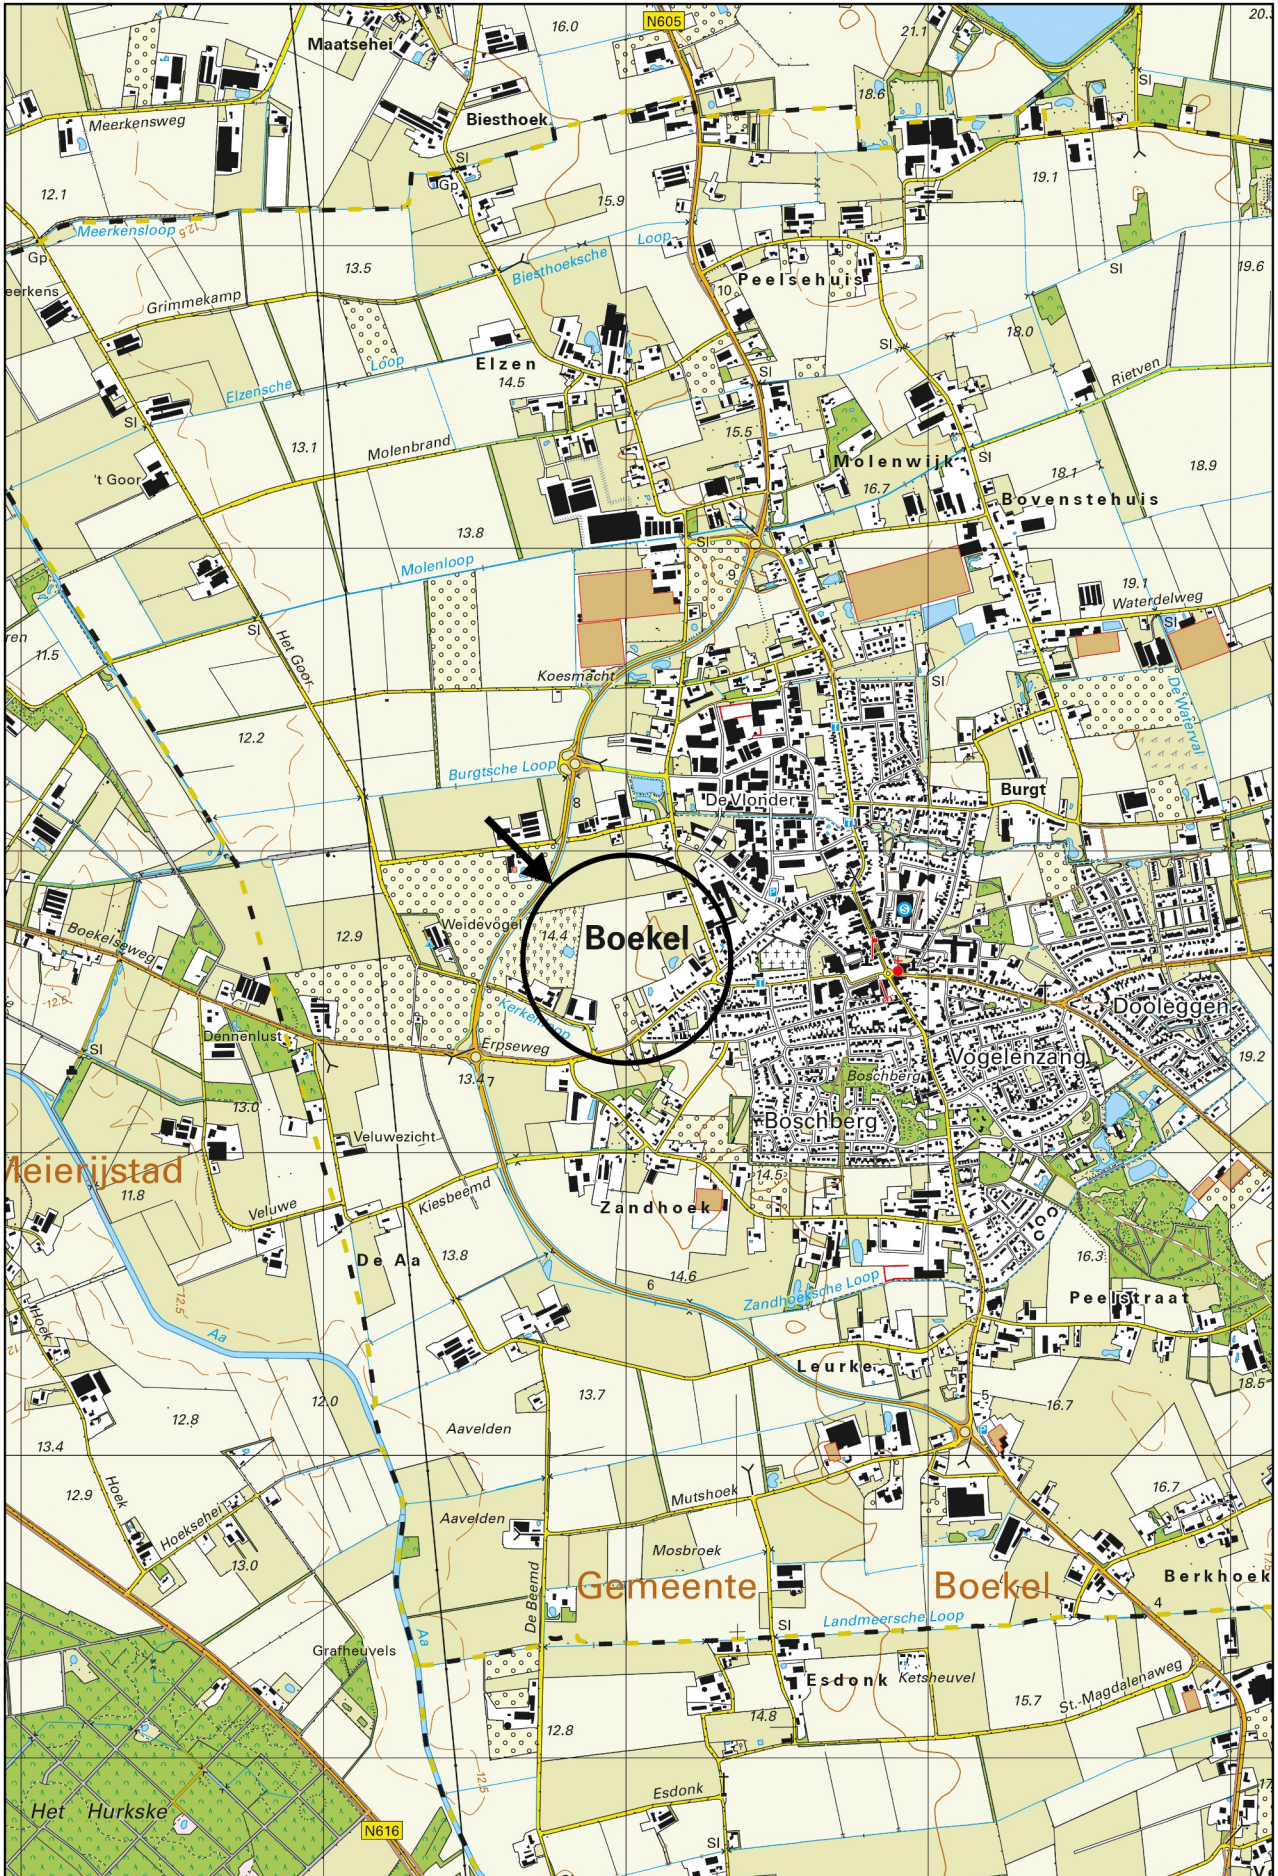 N605
16.0
21.1
20.
Maatsehei
Sl
18.6
Meerkensweg
Biesthoek
Sl
Gp
19.1
12.1
15.9
Meerkensloop
12.5
Gp
Loop
13.5
Biesthoeksche
Sl
19.6
Peelsehuis
eerkens
Grimmekamp
10
18.0
Sl
Elzen
Loop
14.5
Sl
Rietven
Elzensche
Sl
15.5
13.1
Molenbrand
Molenwijk
Sl
18.1
18.9
't Goor
16.7
Bovenstehuis
13.8
Sl
Molenloop
9
19.1
Waterdelweg
Sl
Sl
ren
11.5
Het Goor
Koesmacht
Sl
De Waterval
12.2
Burgtsche Loop
8
De Vlonder
Burgt
Weidevogel
14.4
Boekel
12.9
Boekelseweg
12.5
Kerkenloop
Dooleggen
Dennenlust
Erpseweg
Vogelenzang
Sl
19.2
13.4
7
Boschberg
13.0
Boschberg
Veluwezicht
Meierijstad
11.8
14.5
Kiesbeemd
Veluwe
Zandhoek
De Aa
13.8
16.3
14.6
6
Zandhoeksche Loop
Peelstraat
12.5
Hoek
Aa
Leurke
18.5
12.0
13.7
5
16.7
12.8
Aavelden
13.4
12.9
Hoek
Mutshoek
16.7
Hoeksehei
Aavelden
13.0
Mosbroek
Gemeente Boekel
Berkhoek
De Beemd
4
Landmeersche Loop
Sl
Aa
Grafheuvels
Esdonk
Ketsheuvel
St.-Magdalenaweg
15.7
12.8
14.8
12.5
Esdonk
Het Hurkske
N616
Sl